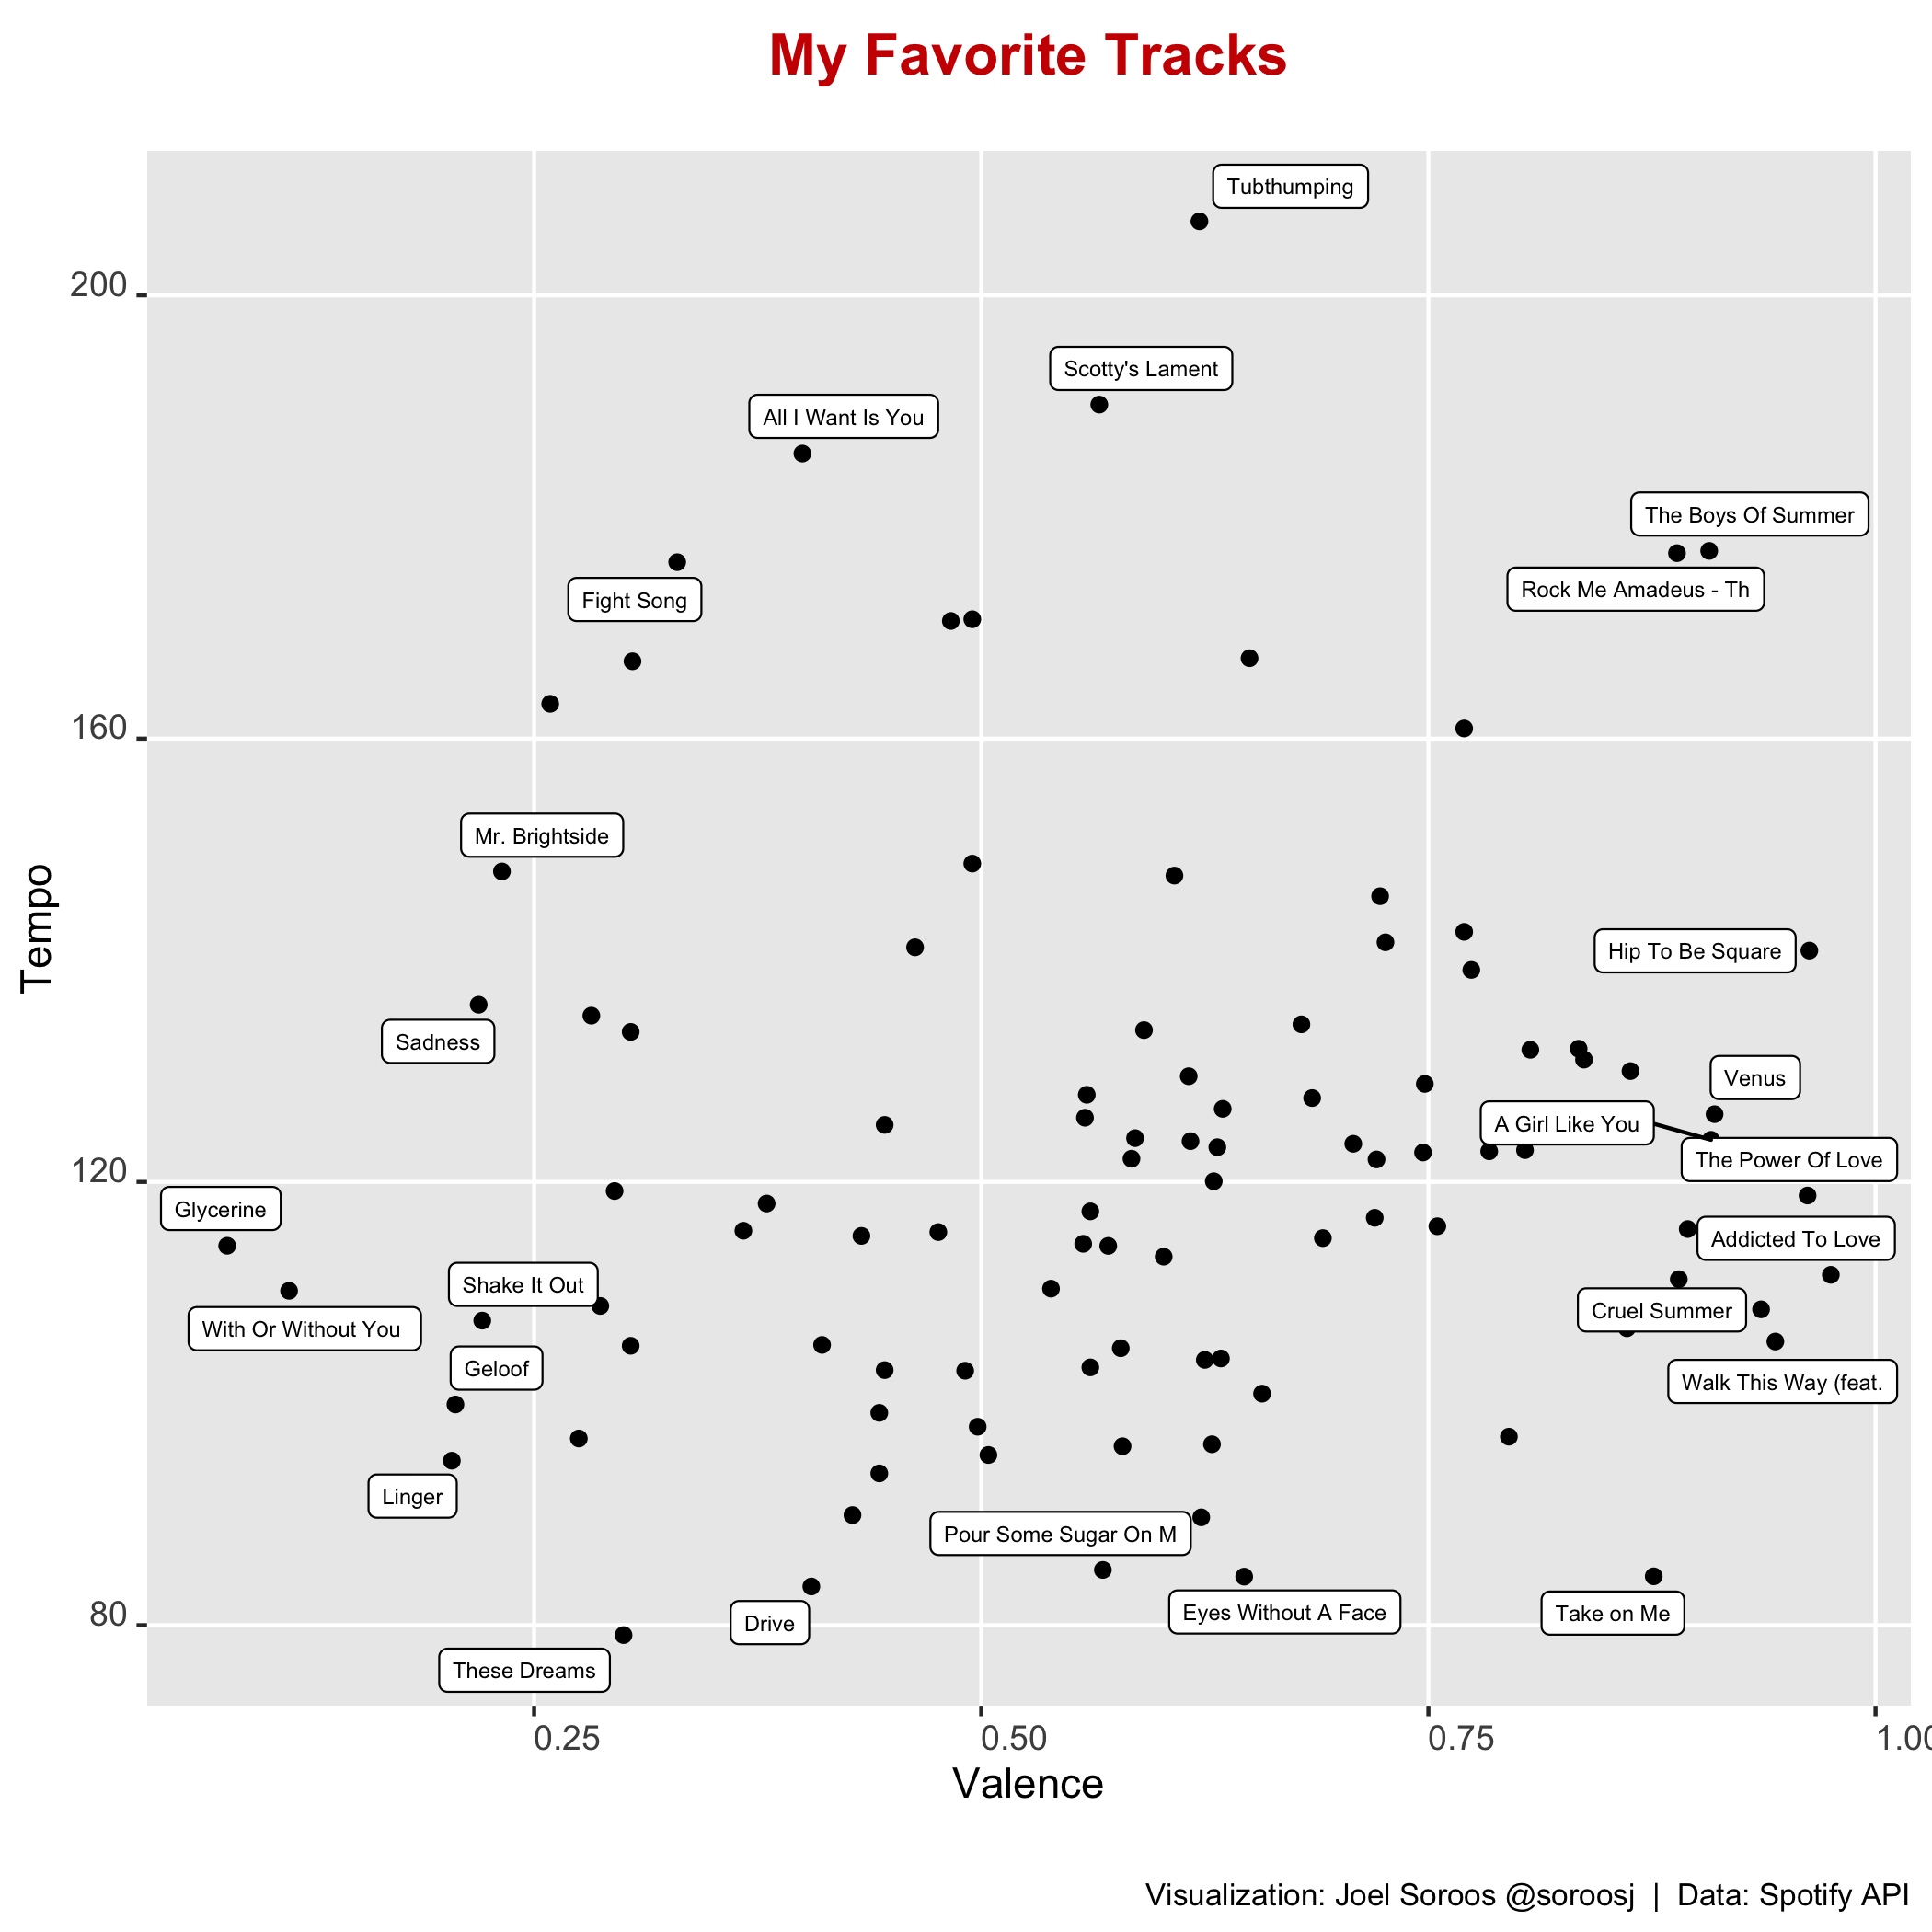 My Favorite Tracks
Tubthumping
200
Scotty's Lament
All I Want Is You
The Boys Of Summer
Rock Me Amadeus - Th
Fight Song
160
Mr. Brightside
Tempo
Hip To Be Square
Sadness
Venus
A Girl Like You
The Power Of Love
120
Glycerine
Addicted To Love
Shake It Out
Cruel Summer
With Or Without You
Geloof
Walk This Way (feat.
Linger
Pour Some Sugar On M
Eyes Without A Face
Take on Me
Drive
80
These Dreams
0.25 0.50 0.75 1.00
Valence
Visualization: Joel Soroos @soroosj | Data: Spotify API